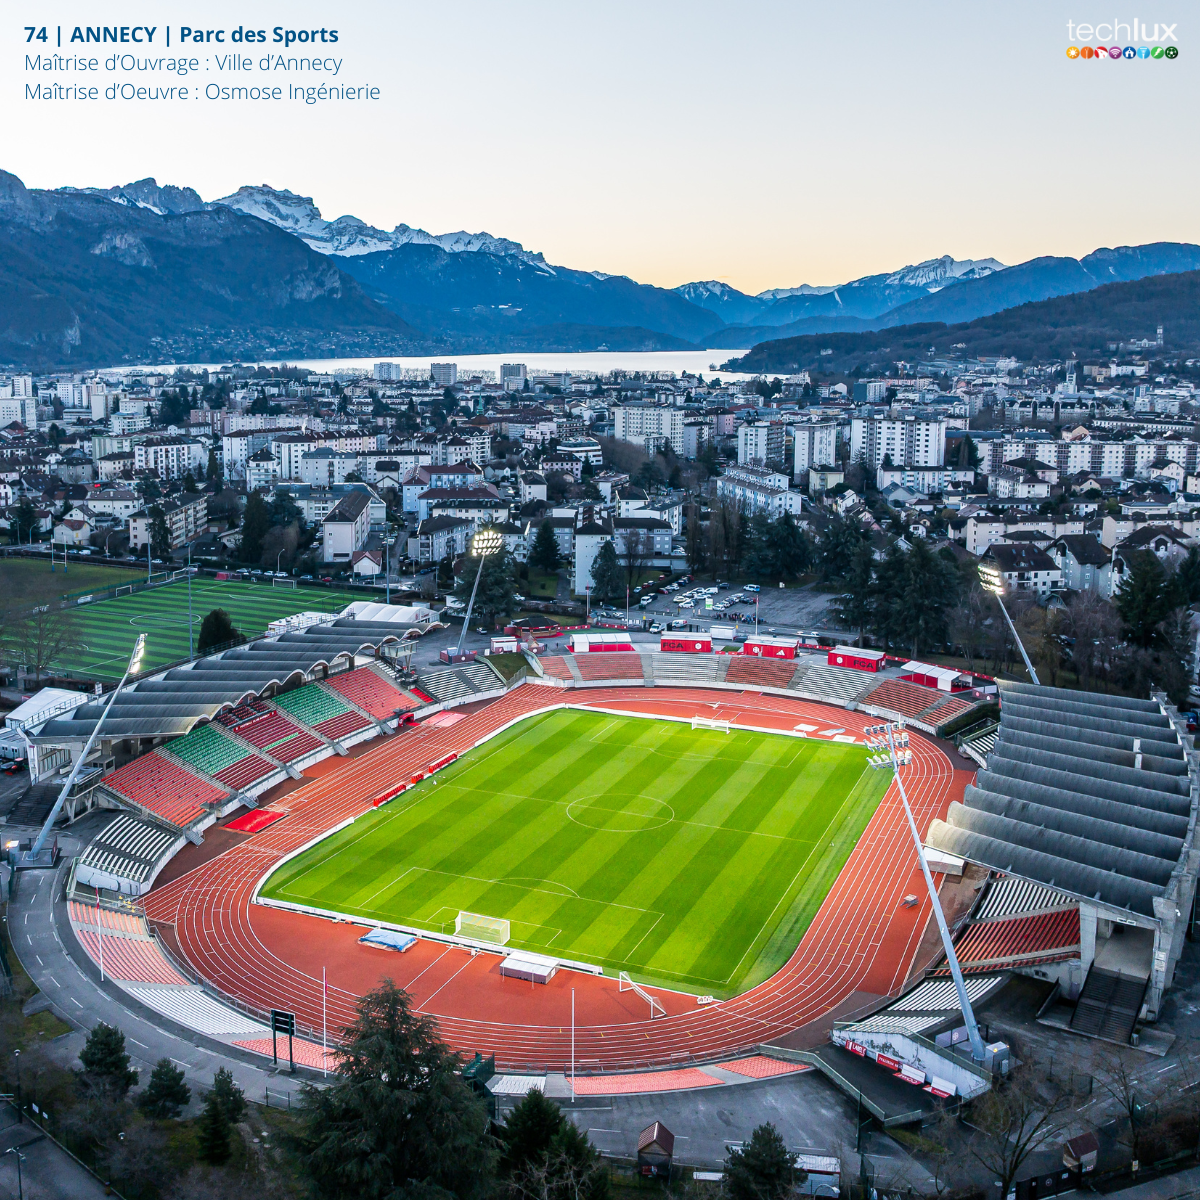 74 | ANNECY | Parc des Sports
Maîtrise d’Ouvrage : Ville d’Annecy
Maîtrise d’Oeuvre : Osmose Ingénierie
techlux